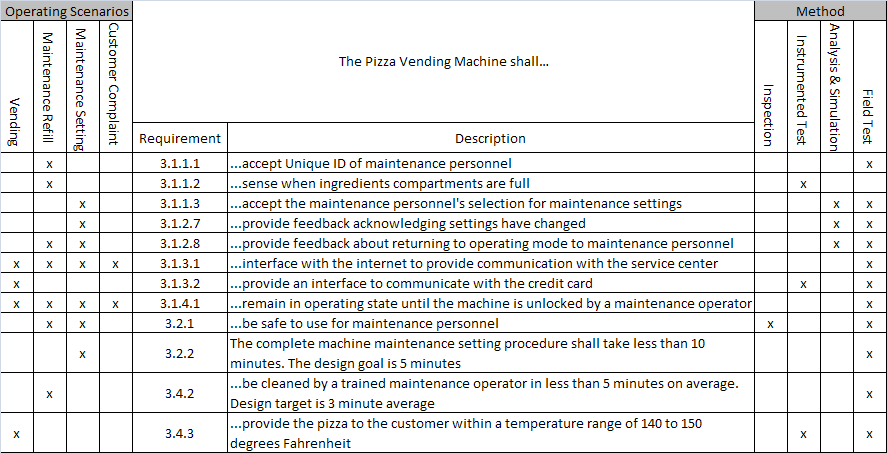 Operating Scenarios Method
Vending Maintenance Refill Maintenance Setting Customer Complaint The Pizza Vending Machine shall... Inspection Instrumented Test Analysis & Simulation Field Test
Requirement Description
x 3.1.1.1 ...accept Unique ID of maintenance personnel x
x 3.1.1.2 ...sense when ingredients compartments are full x
x 3.1.1.3 ...accept the maintenance personnel's selection for maintenance settings x x
x 3.1.2.7 ...provide feedback acknowledging settings have changed x x
x x 3.1.2.8 ...provide feedback about returning to operating mode to maintenance personnel x x
x x x x 3.1.3.1 ...interface with the internet to provide communication with the service center x
x 3.1.3.2 ...provide an interface to communicate with the credit card x x
x x x x 3.1.4.1 ...remain in operating state until the machine is unlocked by a maintenance operator x
x x 3.2.1 ...be safe to use for maintenance personnel x x
x 3.2.2 The complete machine maintenance setting procedure shall take less than 10
minutes. The design goal is 5 minutes x
x 3.4.2 ...be cleaned by a trained maintenance operator in less than 5 minutes on average.
Design target is 3 minute average x
x 3.4.3 ...provide the pizza to the customer within a temperature range of 140 to 150
degrees Fahrenheit x x